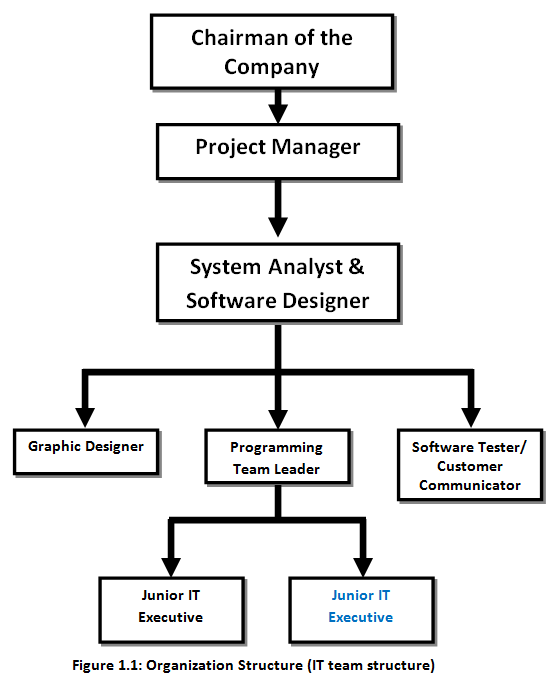 Chairman of the
Company
Project Manager
System Analyst &
Software Designer
Graphic Designer
Programming
Team Leader
Software Tester/
Customer
Communicator
Junior IT
Executive
Junior IT
Executive
Figure 1.1: Organization Structure (IT team structure)